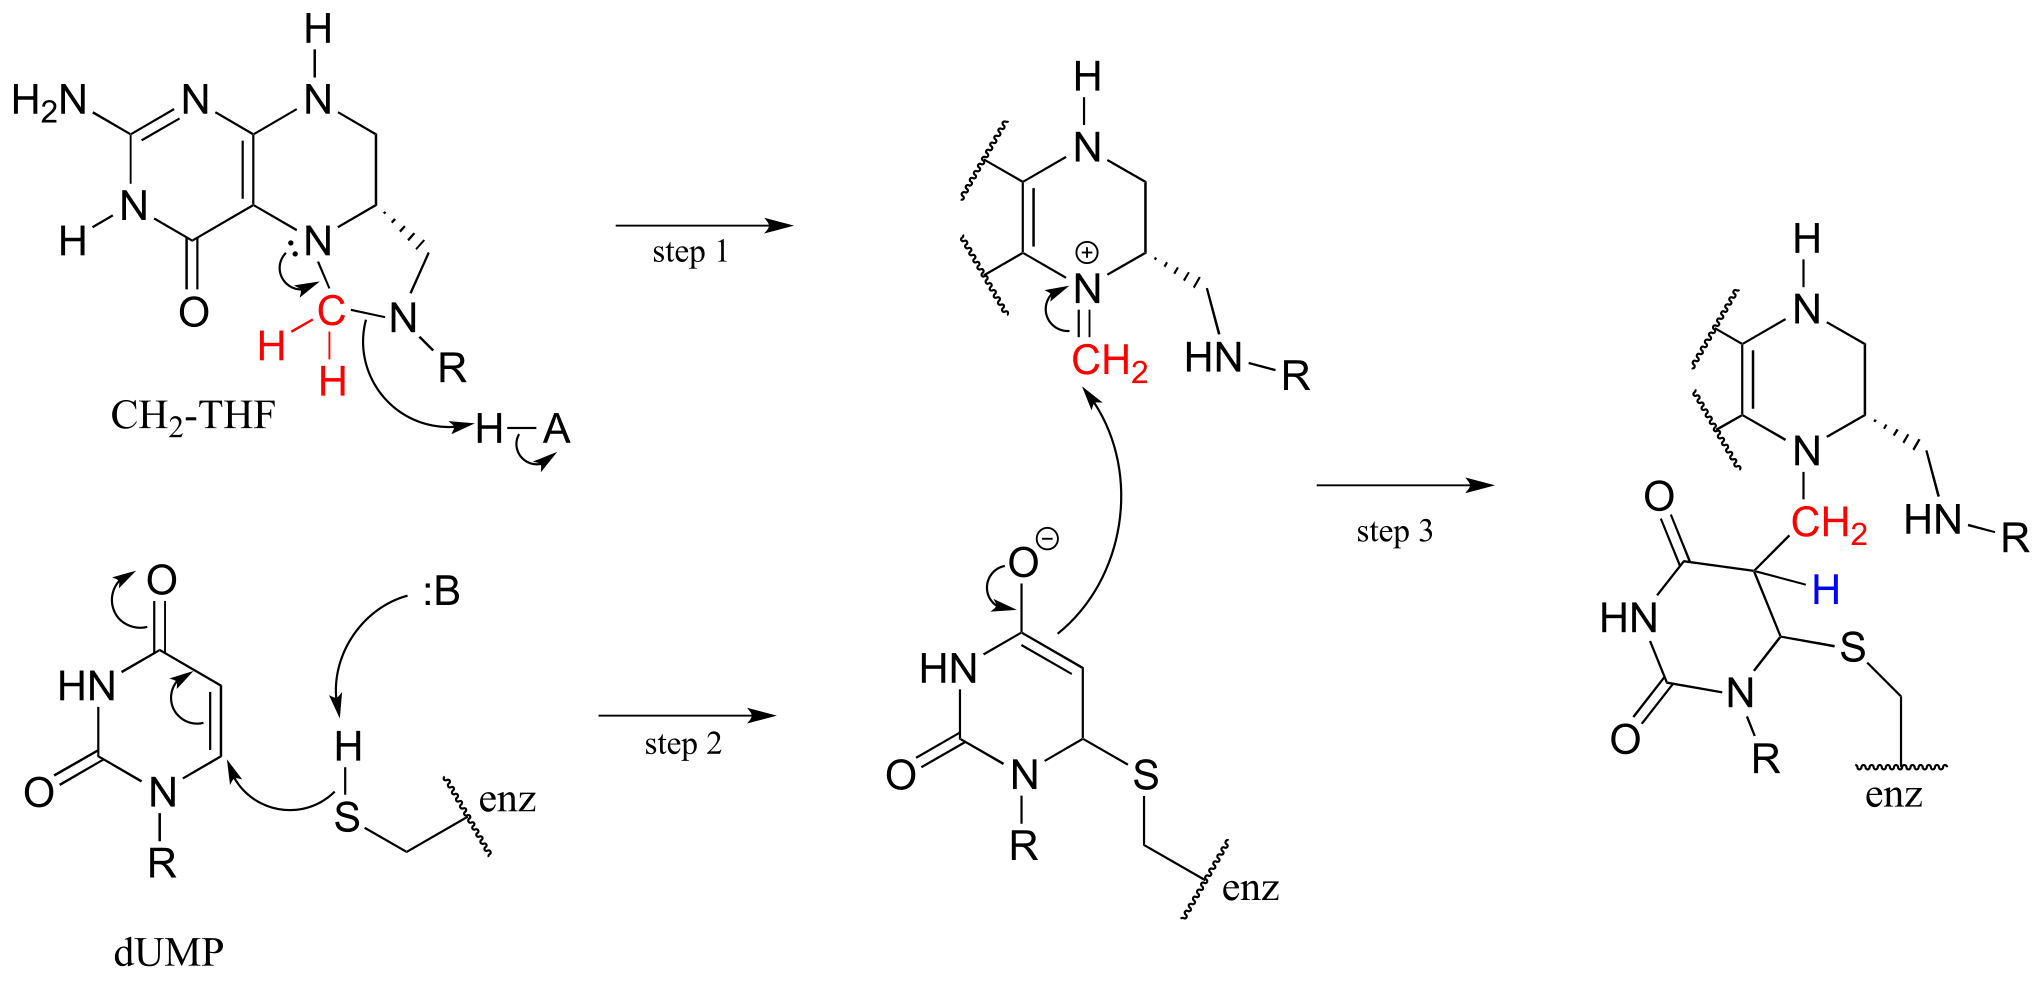 H
H₂N
N
N
N
H
N
O
C
N
H
H
R
CH₂-THF
H
A
step 1
H
N
⊕
N
CH₂
HN
R
O
:B
HN
O
N
R
H
S
enz
dUMP
step 2
O
⊖
HN
O
N
R
S
enz
step 3
H
N
N
HN
R
CH₂
O
H
HN
S
N
O
R
enz